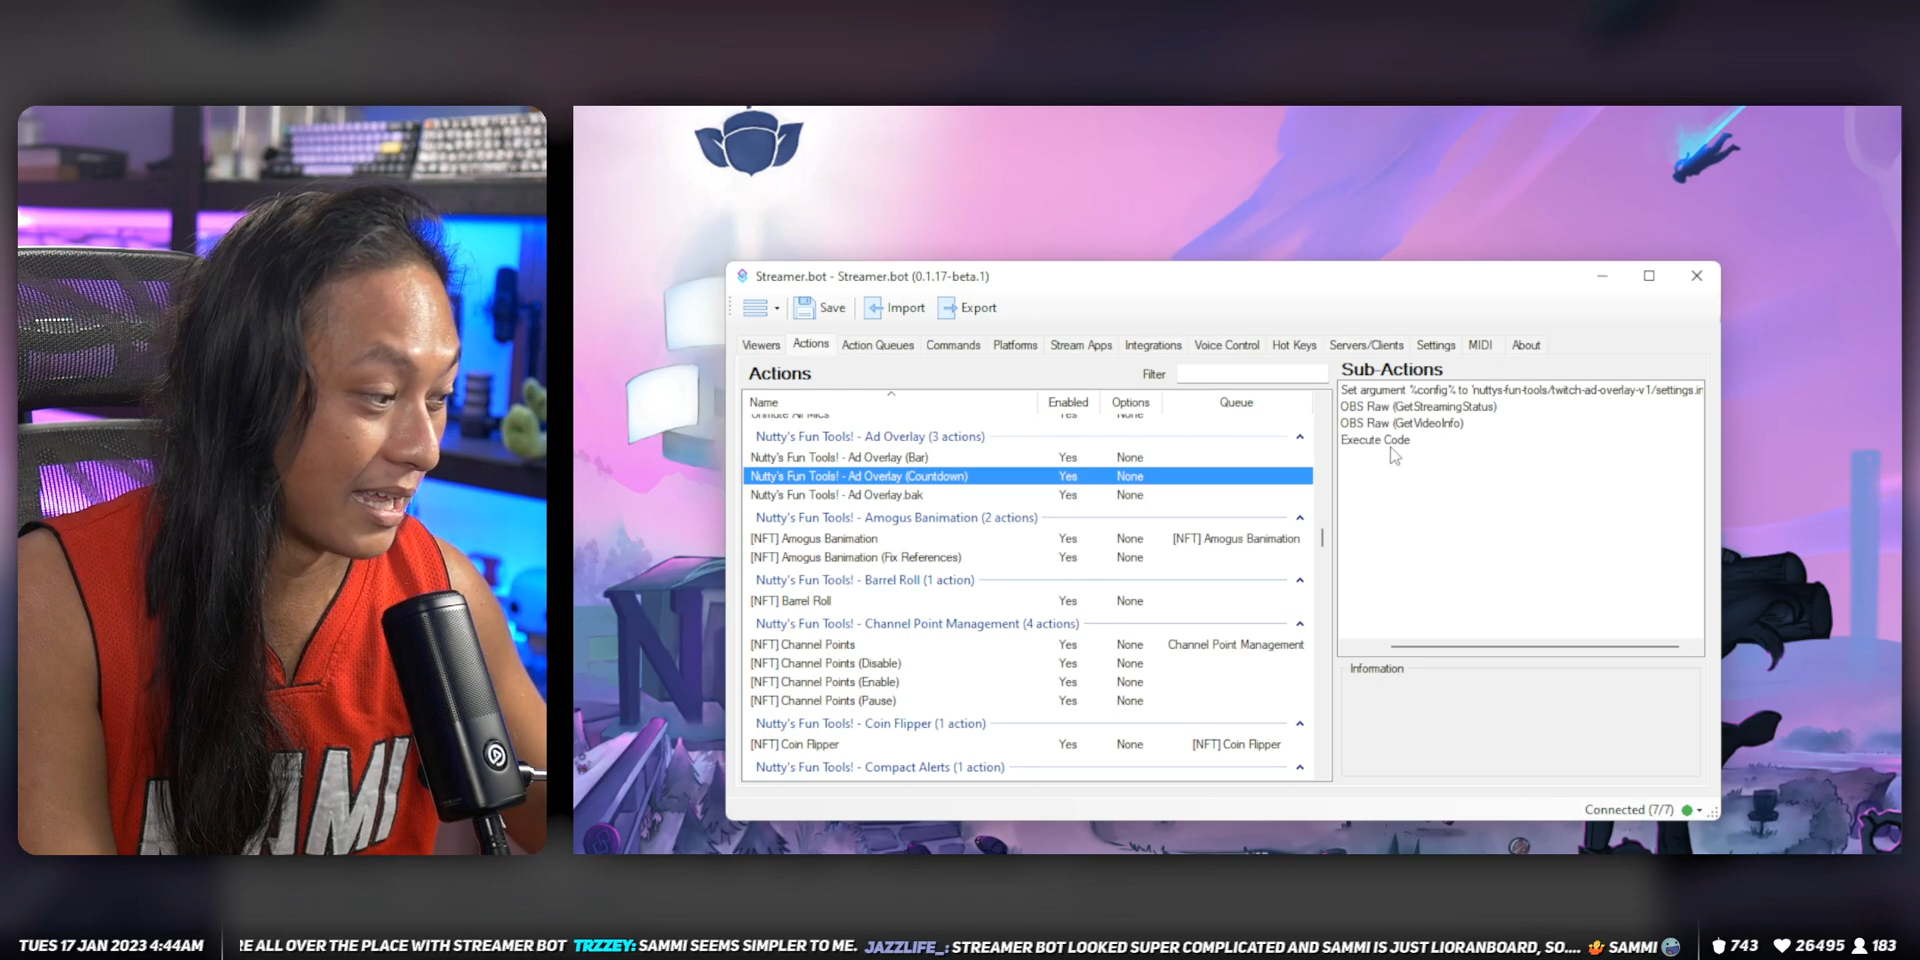 Streamer.bot - Streamer.bot (0.1.17-beta.1)
Save Import Export
Viewers Actions Action Queues Commands Platforms Stream Apps Integrations Voice Control Hot Keys Servers/Clients Settings MIDI About
Actions Filter
Name Enabled Options Queue
Unmute All Mics Yes None
Nutty's Fun Tools! - Ad Overlay (3 actions)
Nutty's Fun Tools! - Ad Overlay (Bar) Yes None
Nutty's Fun Tools! - Ad Overlay (Countdown) Yes None
Nutty's Fun Tools! - Ad Overlay.bak Yes None
Nutty's Fun Tools! - Amogus Banimation (2 actions)
[NFT] Amogus Banimation Yes None [NFT] Amogus Banimation
[NFT] Amogus Banimation (Fix References) Yes None
Nutty's Fun Tools! - Barrel Roll (1 action)
[NFT] Barrel Roll Yes None
Nutty's Fun Tools! - Channel Point Management (4 actions)
[NFT] Channel Points Yes None Channel Point Management
[NFT] Channel Points (Disable) Yes None
[NFT] Channel Points (Enable) Yes None
[NFT] Channel Points (Pause) Yes None
Nutty's Fun Tools! - Coin Flipper (1 action)
[NFT] Coin Flipper Yes None [NFT] Coin Flipper
Nutty's Fun Tools! - Compact Alerts (1 action)
Sub-Actions
Set argument %config% to 'nuttys-fun-tools/twitch-ad-overlay-v1/settings.in
OBS Raw (GetStreamingStatus)
OBS Raw (GetVideoInfo)
Execute Code
Information
Connected (7/7)
TUES 17 JAN 2023 4:44AM
RE ALL OVER THE PLACE WITH STREAMER BOT TRZZEY: SAMMI SEEMS SIMPLER TO ME. JAZZLIFE_: STREAMER BOT LOOKED SUPER COMPLICATED AND SAMMI IS JUST LIORANBOARD, SO.... SAMMI
743 26495 183